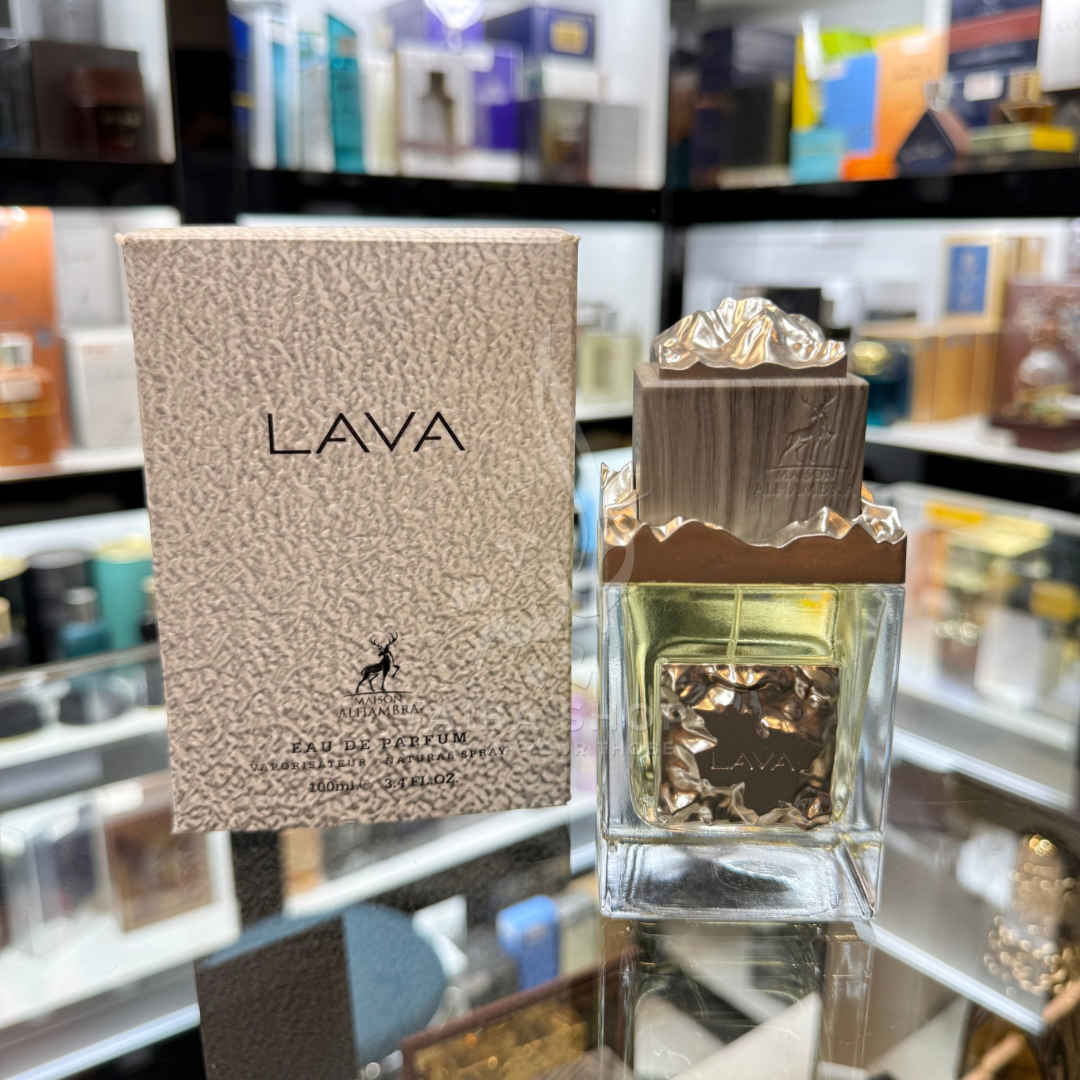 LAVA
MAISON
ALHAMBRA
EAU DE PARFUM
VAPORISATEUR - NATURAL SPRAY
100ml.℮ 3.4 FL.OZ.
MAISON
ALHAMBRA
LAVA